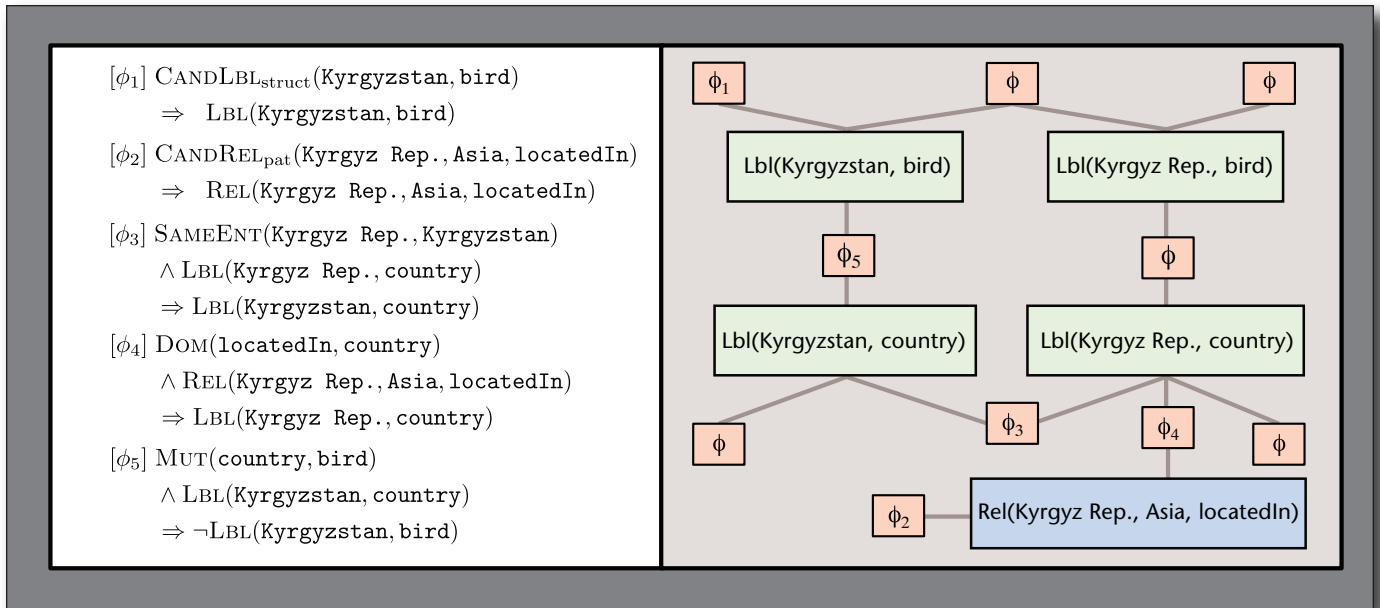 [ϕ₁] CANDLBL_struct(Kyrgyzstan, bird)
⇒ LBL(Kyrgyzstan, bird)
[ϕ₂] CANDREL_pat(Kyrgyz Rep., Asia, locatedIn)
⇒ REL(Kyrgyz Rep., Asia, locatedIn)
[ϕ₃] SAMEENT(Kyrgyz Rep., Kyrgyzstan)
∧ LBL(Kyrgyz Rep., country)
⇒ LBL(Kyrgyzstan, country)
[ϕ₄] DOM(locatedIn, country)
∧ REL(Kyrgyz Rep., Asia, locatedIn)
⇒ LBL(Kyrgyz Rep., country)
[ϕ₅] MUT(country, bird)
∧ LBL(Kyrgyzstan, country)
⇒ ¬LBL(Kyrgyzstan, bird)
ϕ₁ ϕ ϕ
Lbl(Kyrgyzstan, bird) Lbl(Kyrgyz Rep., bird)
ϕ₅ ϕ
Lbl(Kyrgyzstan, country) Lbl(Kyrgyz Rep., country)
ϕ ϕ₃ ϕ₄ ϕ
ϕ₂ Rel(Kyrgyz Rep., Asia, locatedIn)